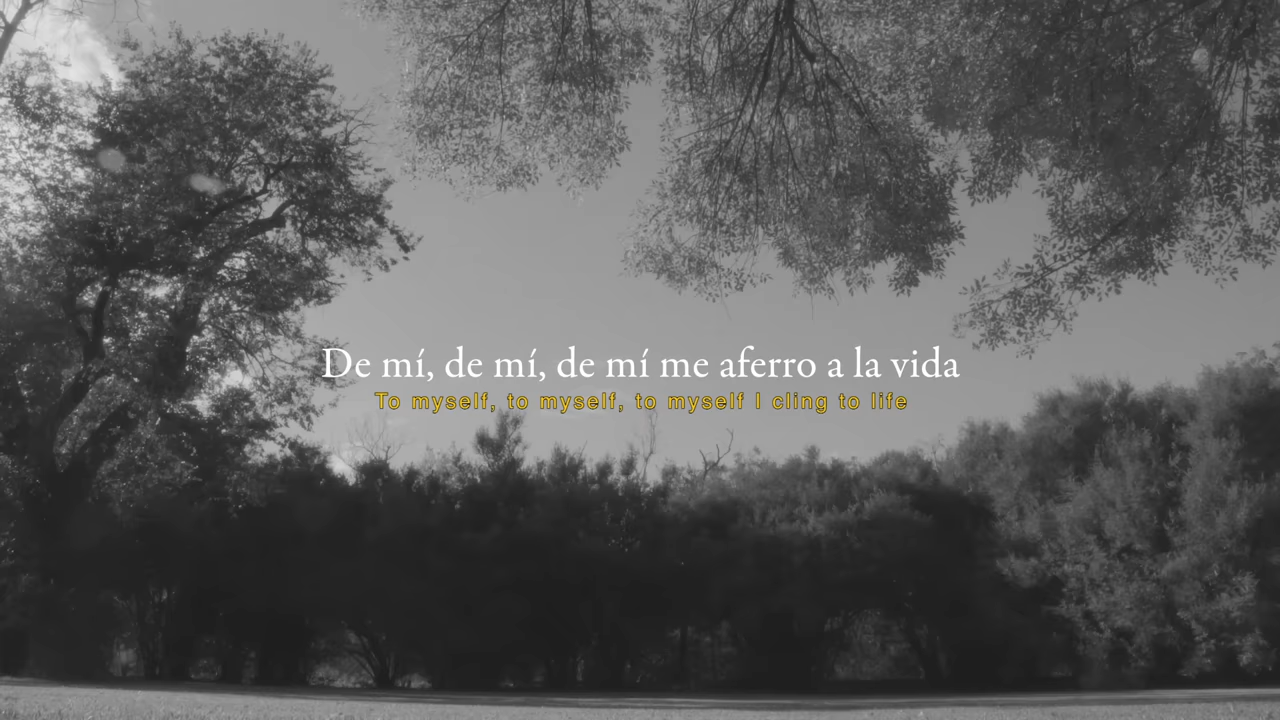 De mí, de mí, de mí me aferro a la vida
To myself, to myself, to myself I cling to life